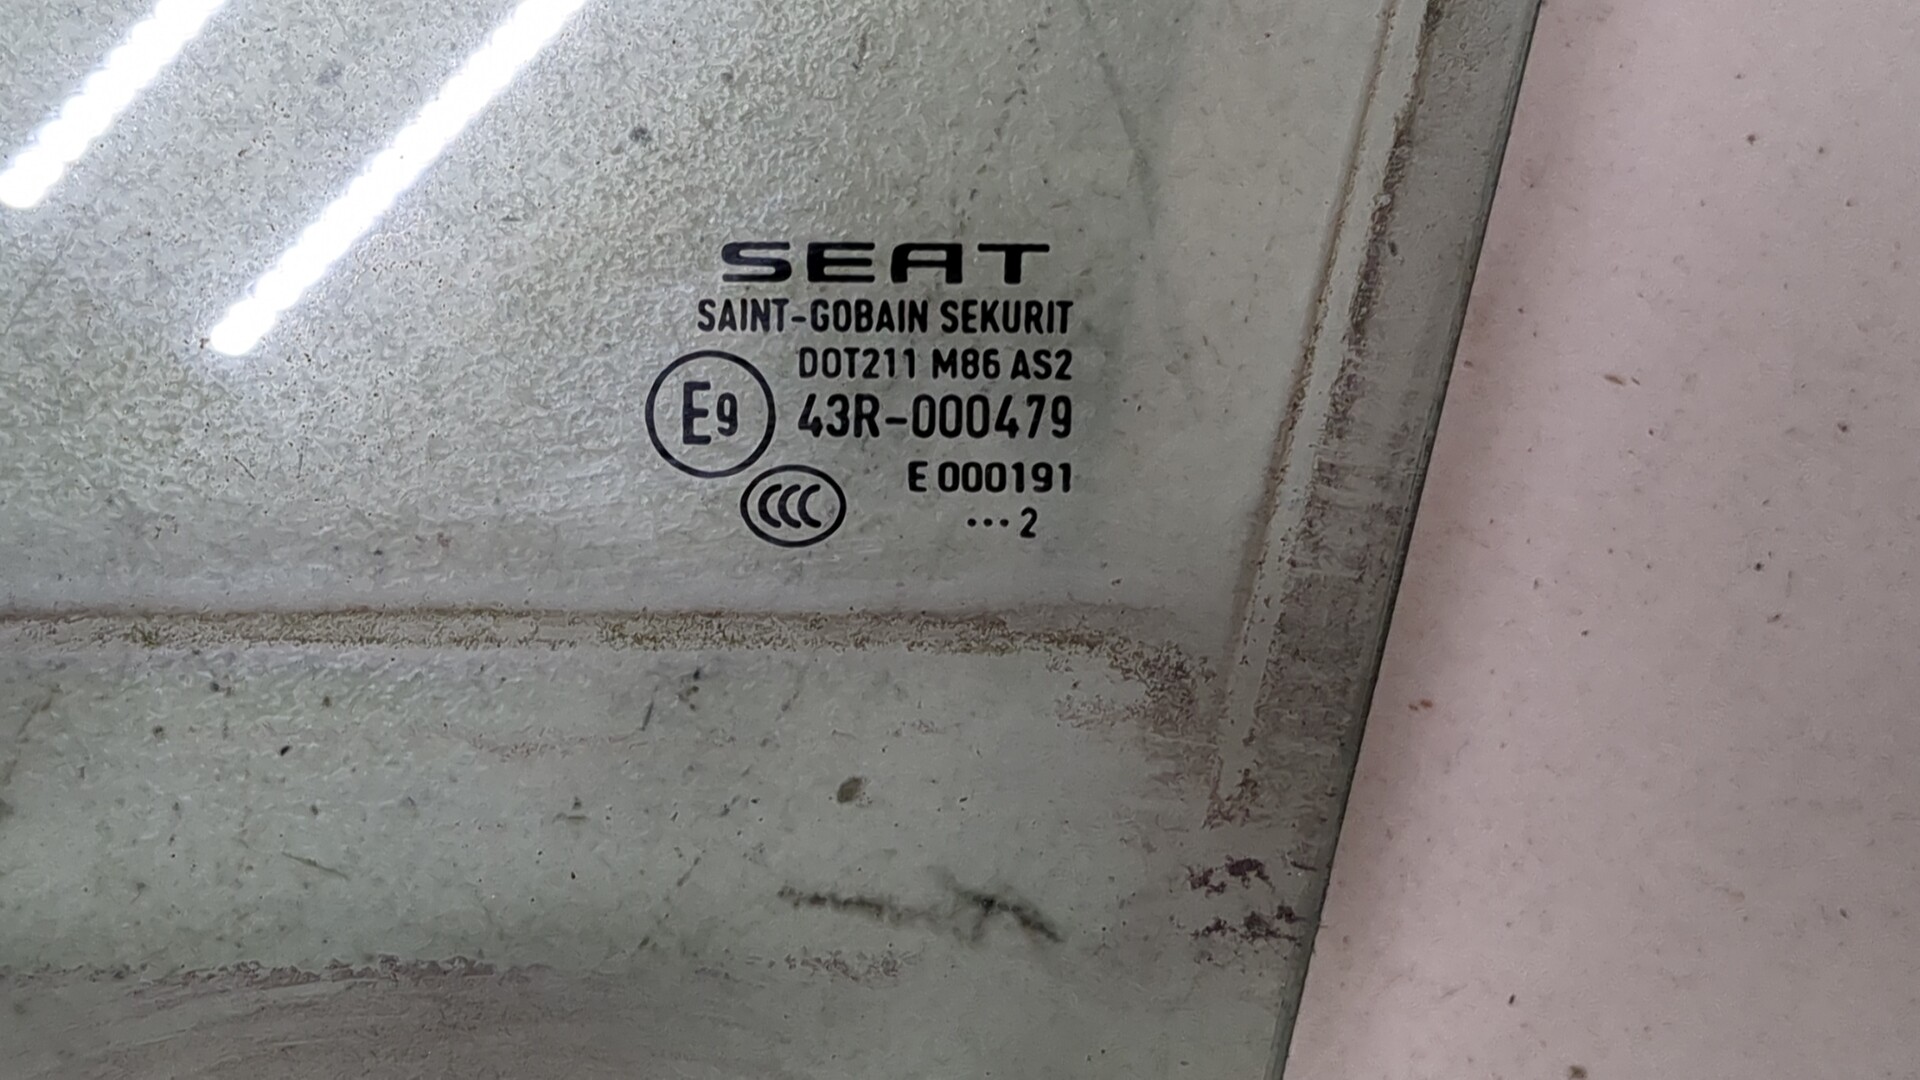 SEAT
SAINT-GOBAIN SEKURIT
DOT211 M86 AS2
E9 43R-000479
E 000191
CCC
···2